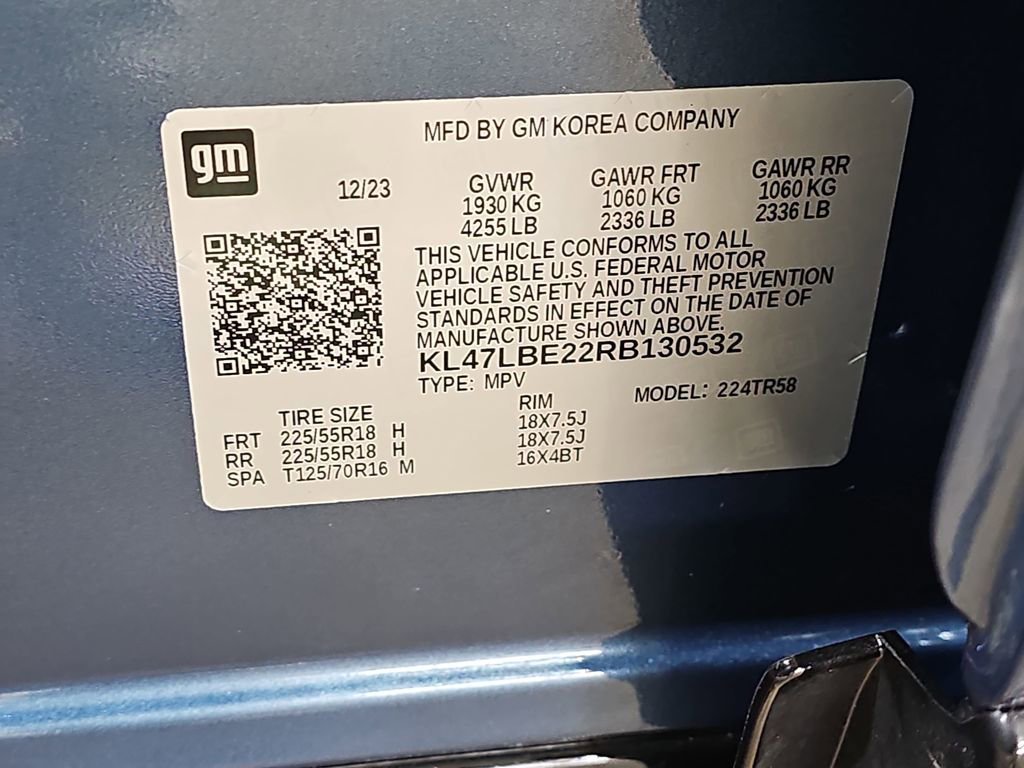 gm
MFD BY GM KOREA COMPANY
12/23
GVWR
1930 KG
4255 LB
GAWR FRT
1060 KG
2336 LB
GAWR RR
1060 KG
2336 LB
THIS VEHICLE CONFORMS TO ALL
APPLICABLE U.S. FEDERAL MOTOR
VEHICLE SAFETY AND THEFT PREVENTION
STANDARDS IN EFFECT ON THE DATE OF
MANUFACTURE SHOWN ABOVE.
KL47LBE22RB130532
TYPE: MPV
MODEL: 224TR58
TIRE SIZE RIM
FRT 225/55R18 H 18X7.5J
RR 225/55R18 H 18X7.5J
SPA T125/70R16 M 16X4BT
gm